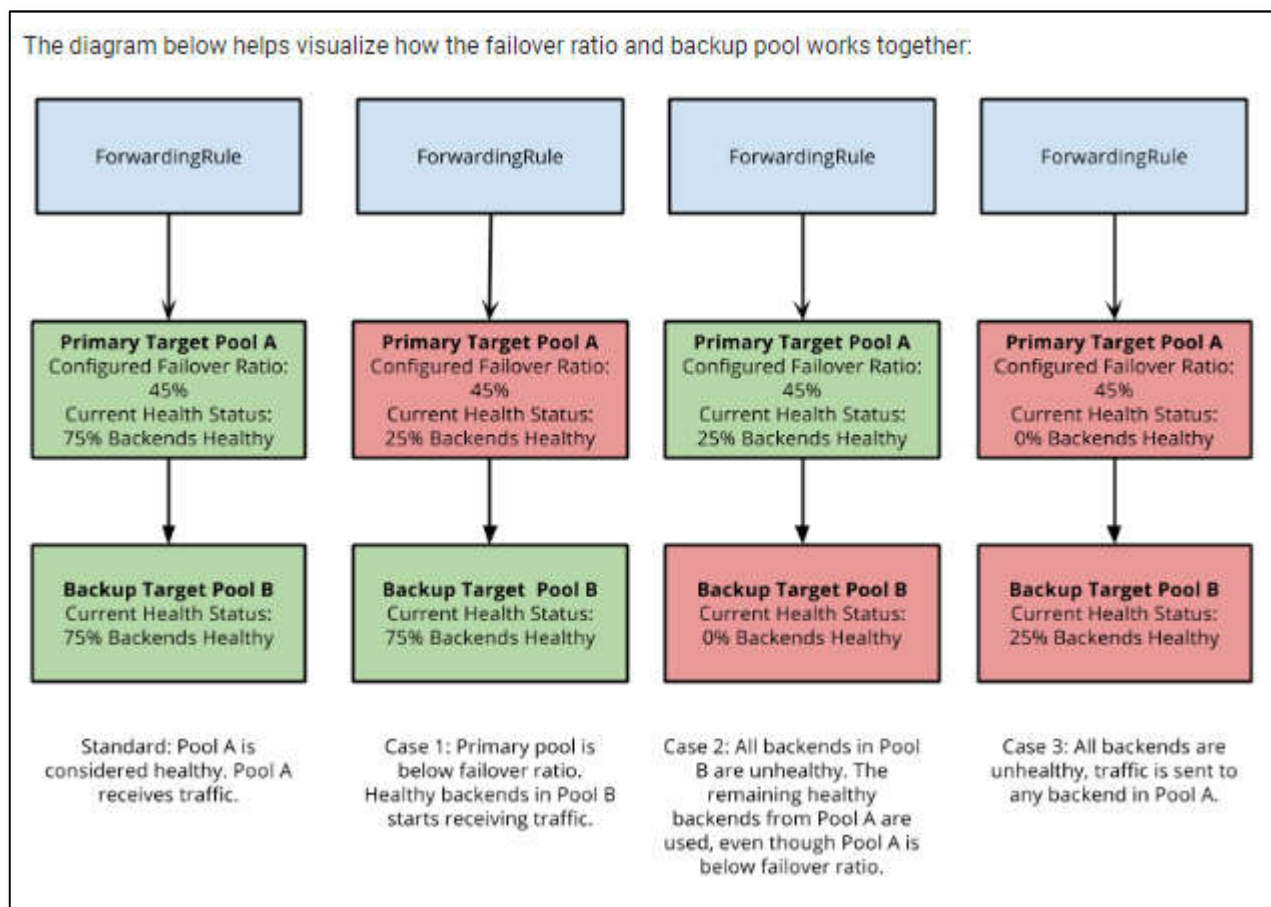 The diagram below helps visualize how the failover ratio and backup pool works together:
ForwardingRule
ForwardingRule
ForwardingRule
ForwardingRule
Primary Target Pool A
Configured Failover Ratio:
45%
Current Health Status:
75% Backends Healthy
Primary Target Pool A
Configured Failover Ratio:
45%
Current Health Status:
25% Backends Healthy
Primary Target Pool A
Configured Failover Ratio:
45%
Current Health Status:
25% Backends Healthy
Primary Target Pool A
Configured Failover Ratio:
45%
Current Health Status:
0% Backends Healthy
Backup Target Pool B
Current Health Status:
75% Backends Healthy
Backup Target Pool B
Current Health Status:
75% Backends Healthy
Backup Target Pool B
Current Health Status:
0% Backends Healthy
Backup Target Pool B
Current Health Status:
25% Backends Healthy
Standard: Pool A is
considered healthy. Pool A
receives traffic.
Case 1: Primary pool is
below failover ratio.
Healthy backends in Pool B
starts receiving traffic.
Case 2: All backends in Pool
B are unhealthy. The
remaining healthy
backends from Pool A are
used, even though Pool A is
below failover ratio.
Case 3: All backends are
unhealthy, traffic is sent to
any backend in Pool A.